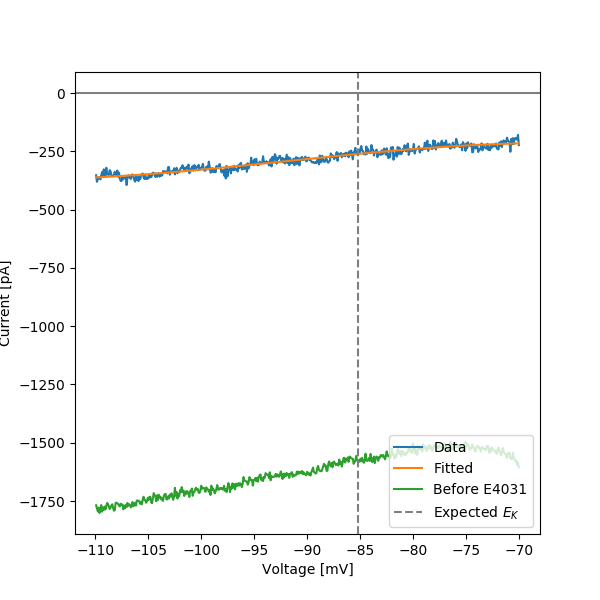 0
−250
−500
−750
−1000
−1250
−1500
−1750
Current [pA]
Data
Fitted
Before E4031
Expected E_K
−110
−105
−100
−95
−90
−85
−80
−75
−70
Voltage [mV]